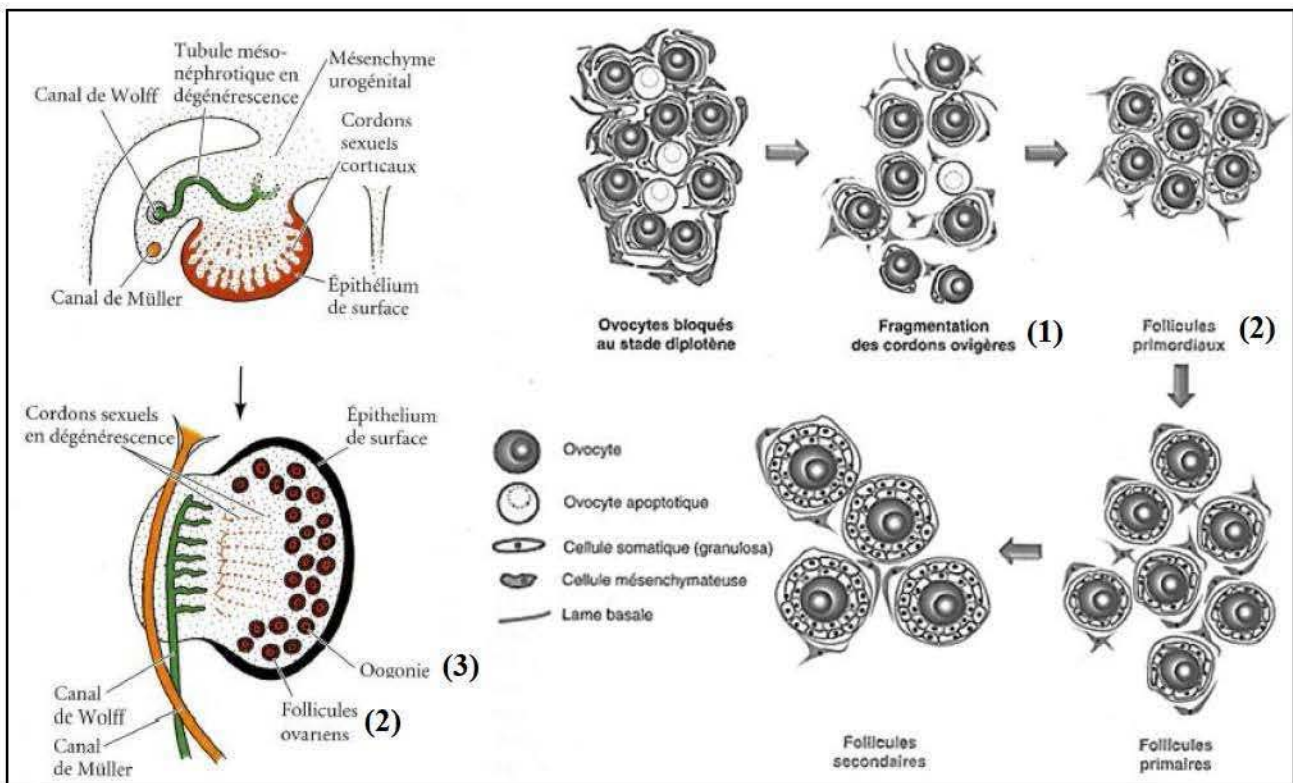 Tubule méso-
néphrotique en
dégénérescence
Mésenchyme
urogénital
Canal de Wolff
Cordons
sexuels
corticaux
Canal de Müller
Épithélium
de surface
Ovocytes bloqués
au stade diplotène
Fragmentation
des cordons ovigères
(1)
Follicules
primordiaux
(2)
Cordons sexuels
en dégénérescence
Épithelium
de surface
Oogonie
(3)
Follicules
ovariens
(2)
Canal
de Wolff
Canal
de Müller
Ovocyte
Ovocyte apoptotique
Cellule somatique (granulosa)
Cellule mésenchymateuse
Lame basale
Follicules
secondaires
Follicules
primaires